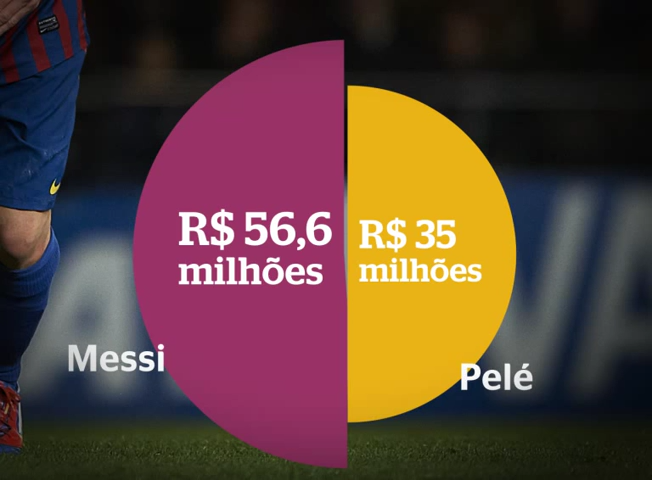 R$ 56,6
milhões
R$ 35
milhões
Messi
Pelé